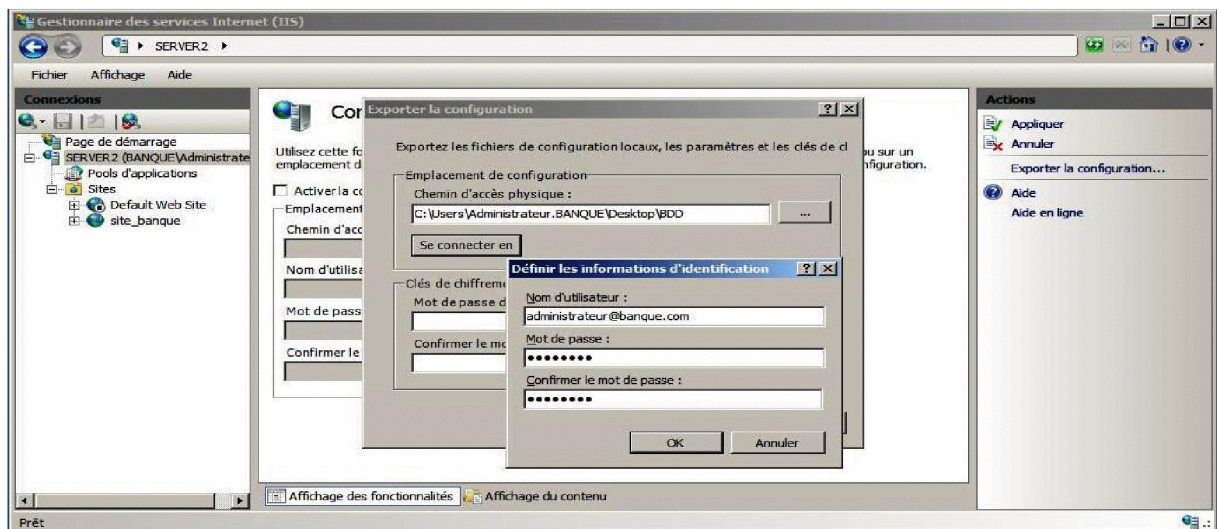 Gestionnaire des services Internet (IIS)
SERVER2
Fichier Affichage Aide
Connexions
Page de démarrage
SERVER2 (BANQUE\Administrate
Pools d'applications
Sites
Default Web Site
site_banque
Cor
Utilisez cette fo
ou sur un
emplacement d
nfiguration.
Activer la co
Emplacement
Chemin d'acc
Nom d'utilisa
Mot de pass
Confirmer le
Exporter la configuration
Exportez les fichiers de configuration locaux, les paramètres et les clés de cl
Emplacement de configuration
Chemin d'accès physique :
C:\Users\Administrateur.BANQUE\Desktop\BDD
...
Se connecter en
Clés de chiffreme
Mot de passe d
Confirmer le mo
Définir les informations d'identification
Nom d'utilisateur :
administrateur@banque.com
Mot de passe :
Confirmer le mot de passe :
OK Annuler
Affichage des fonctionnalités Affichage du contenu
Actions
Appliquer
Annuler
Exporter la configuration...
Aide
Aide en ligne
Prêt